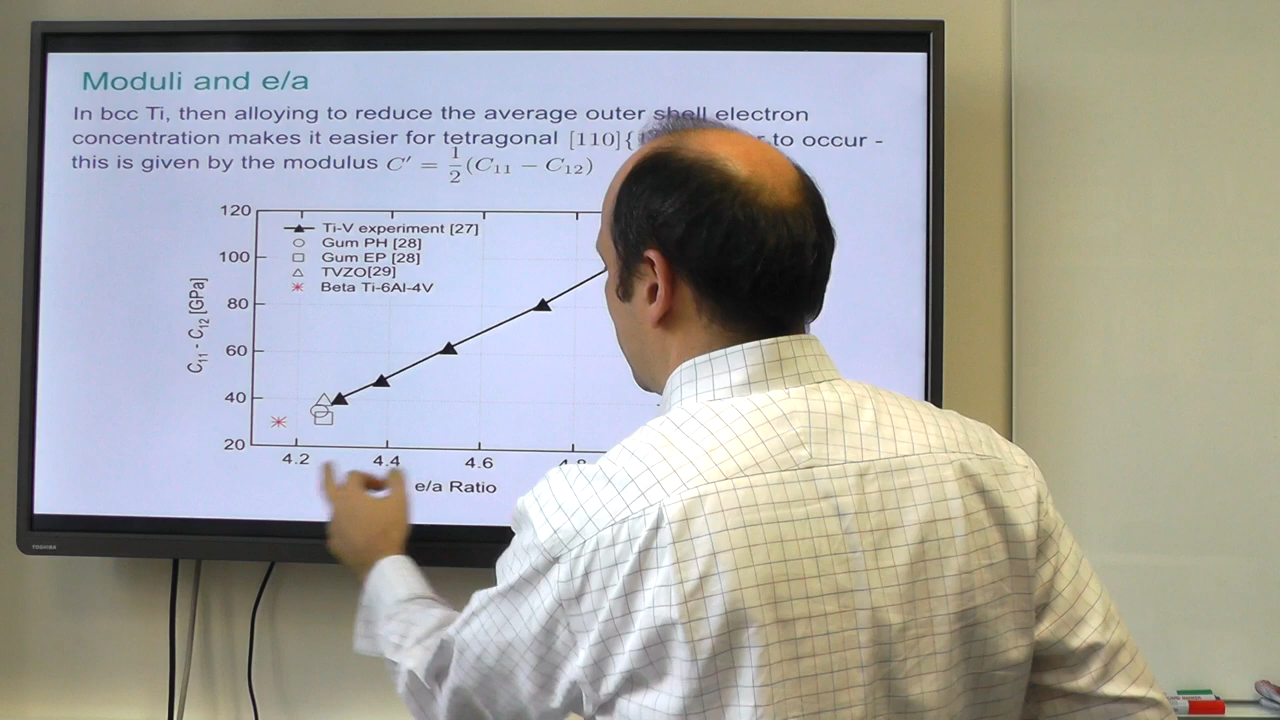 Moduli and e/a
In bcc Ti, then alloying to reduce the average outer shell electron
concentration makes it easier for tetragonal [110]{ to occur -
this is given by the modulus C′ = 1/2(C₁₁ − C₁₂)
120
100
80
60
40
20
C₁₁ - C₁₂ [GPa]
Ti-V experiment [27]
Gum PH [28]
Gum EP [28]
TVZO[29]
Beta Ti-6Al-4V
4.2 4.4 4.6 4.8
e/a Ratio
TOSHIBA